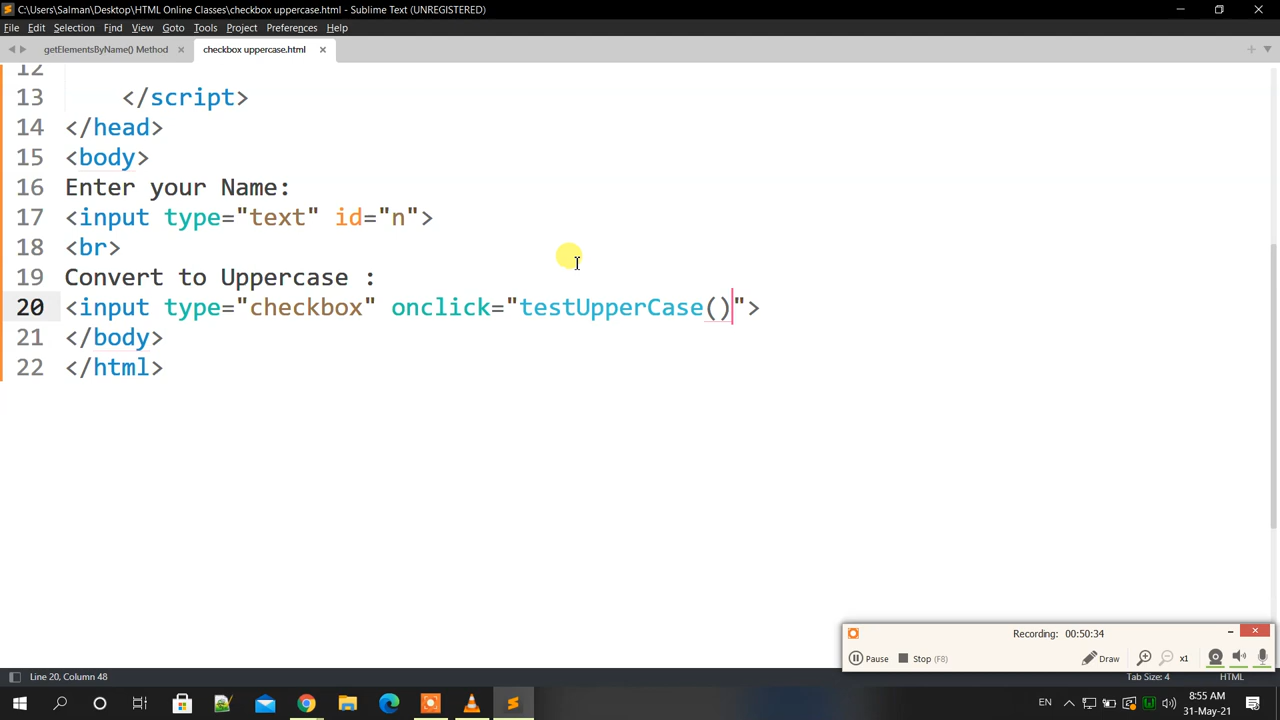 C:\Users\Salman\Desktop\HTML Online Classes\checkbox uppercase.html - Sublime Text (UNREGISTERED)
File Edit Selection Find View Goto Tools Project Preferences Help
getElementsByName() Method checkbox uppercase.html
12
13 </script>
14 </head>
15 <body>
16 Enter your Name:
17 <input type="text" id="n">
18 <br>
19 Convert to Uppercase :
20 <input type="checkbox" onclick="testUpperCase()">
21 </body>
22 </html>
Recording: 00:50:34
Pause Stop (F8) Draw x1
Line 20, Column 48 Tab Size: 4 HTML
EN 8:55 AM
31-May-21